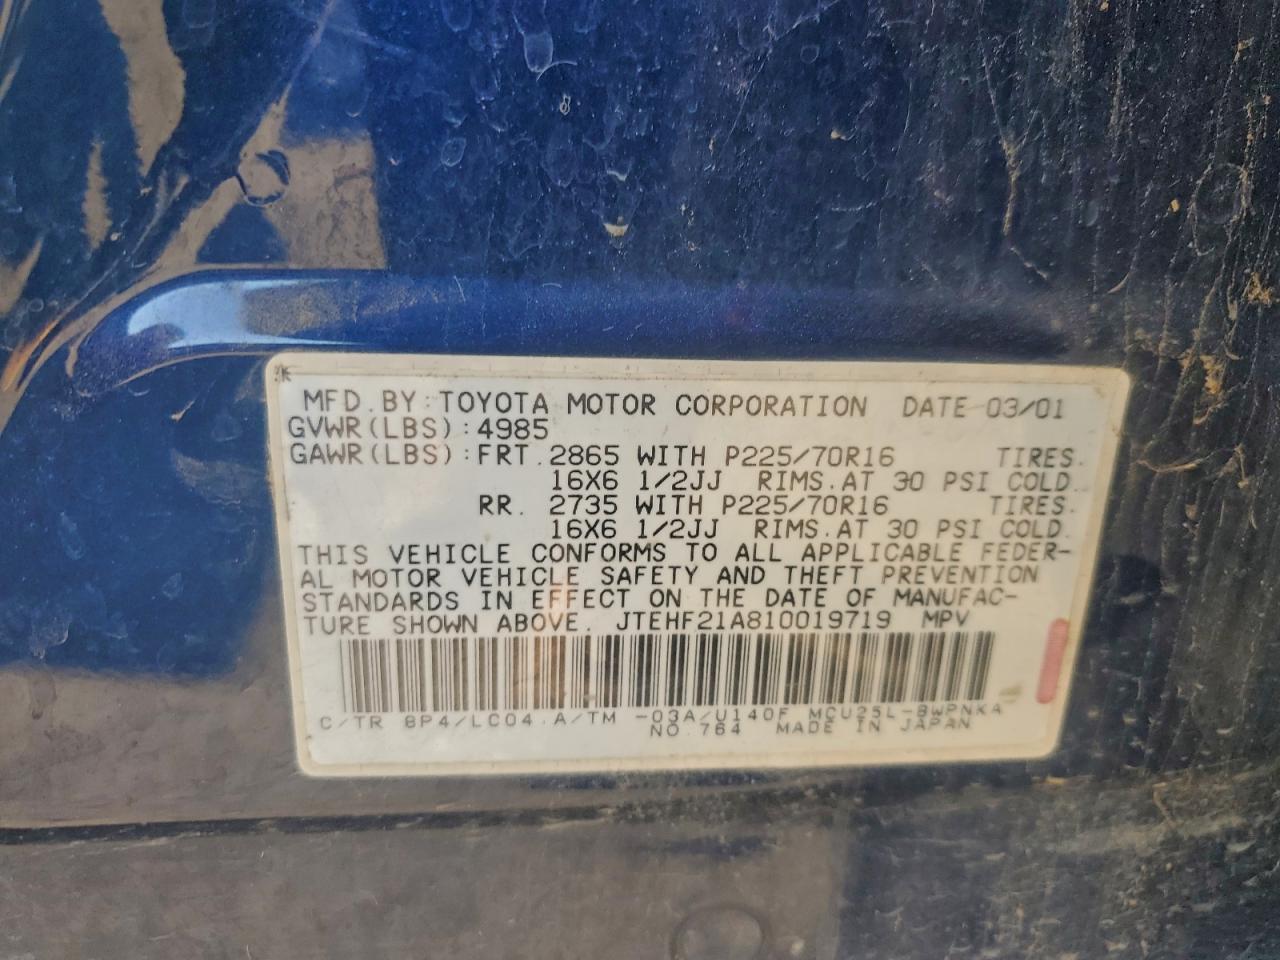 MFD. BY: TOYOTA MOTOR CORPORATION DATE 03/01
GVWR(LBS):4985
GAWR(LBS):FRT. 2865 WITH P225/70R16 TIRES.
16X6 1/2JJ RIMS. AT 30 PSI COLD.
RR. 2735 WITH P225/70R16 TIRES.
16X6 1/2JJ RIMS. AT 30 PSI COLD.
THIS VEHICLE CONFORMS TO ALL APPLICABLE FEDER-
AL MOTOR VEHICLE SAFETY AND THEFT PREVENTION
STANDARDS IN EFFECT ON THE DATE OF MANUFAC-
TURE SHOWN ABOVE. JTEHF21A810019719 MPV
C/TR 8P4/LC04. A/TM -03A/U140F MCU25L-BWPNKA
NO. 764 MADE IN JAPAN